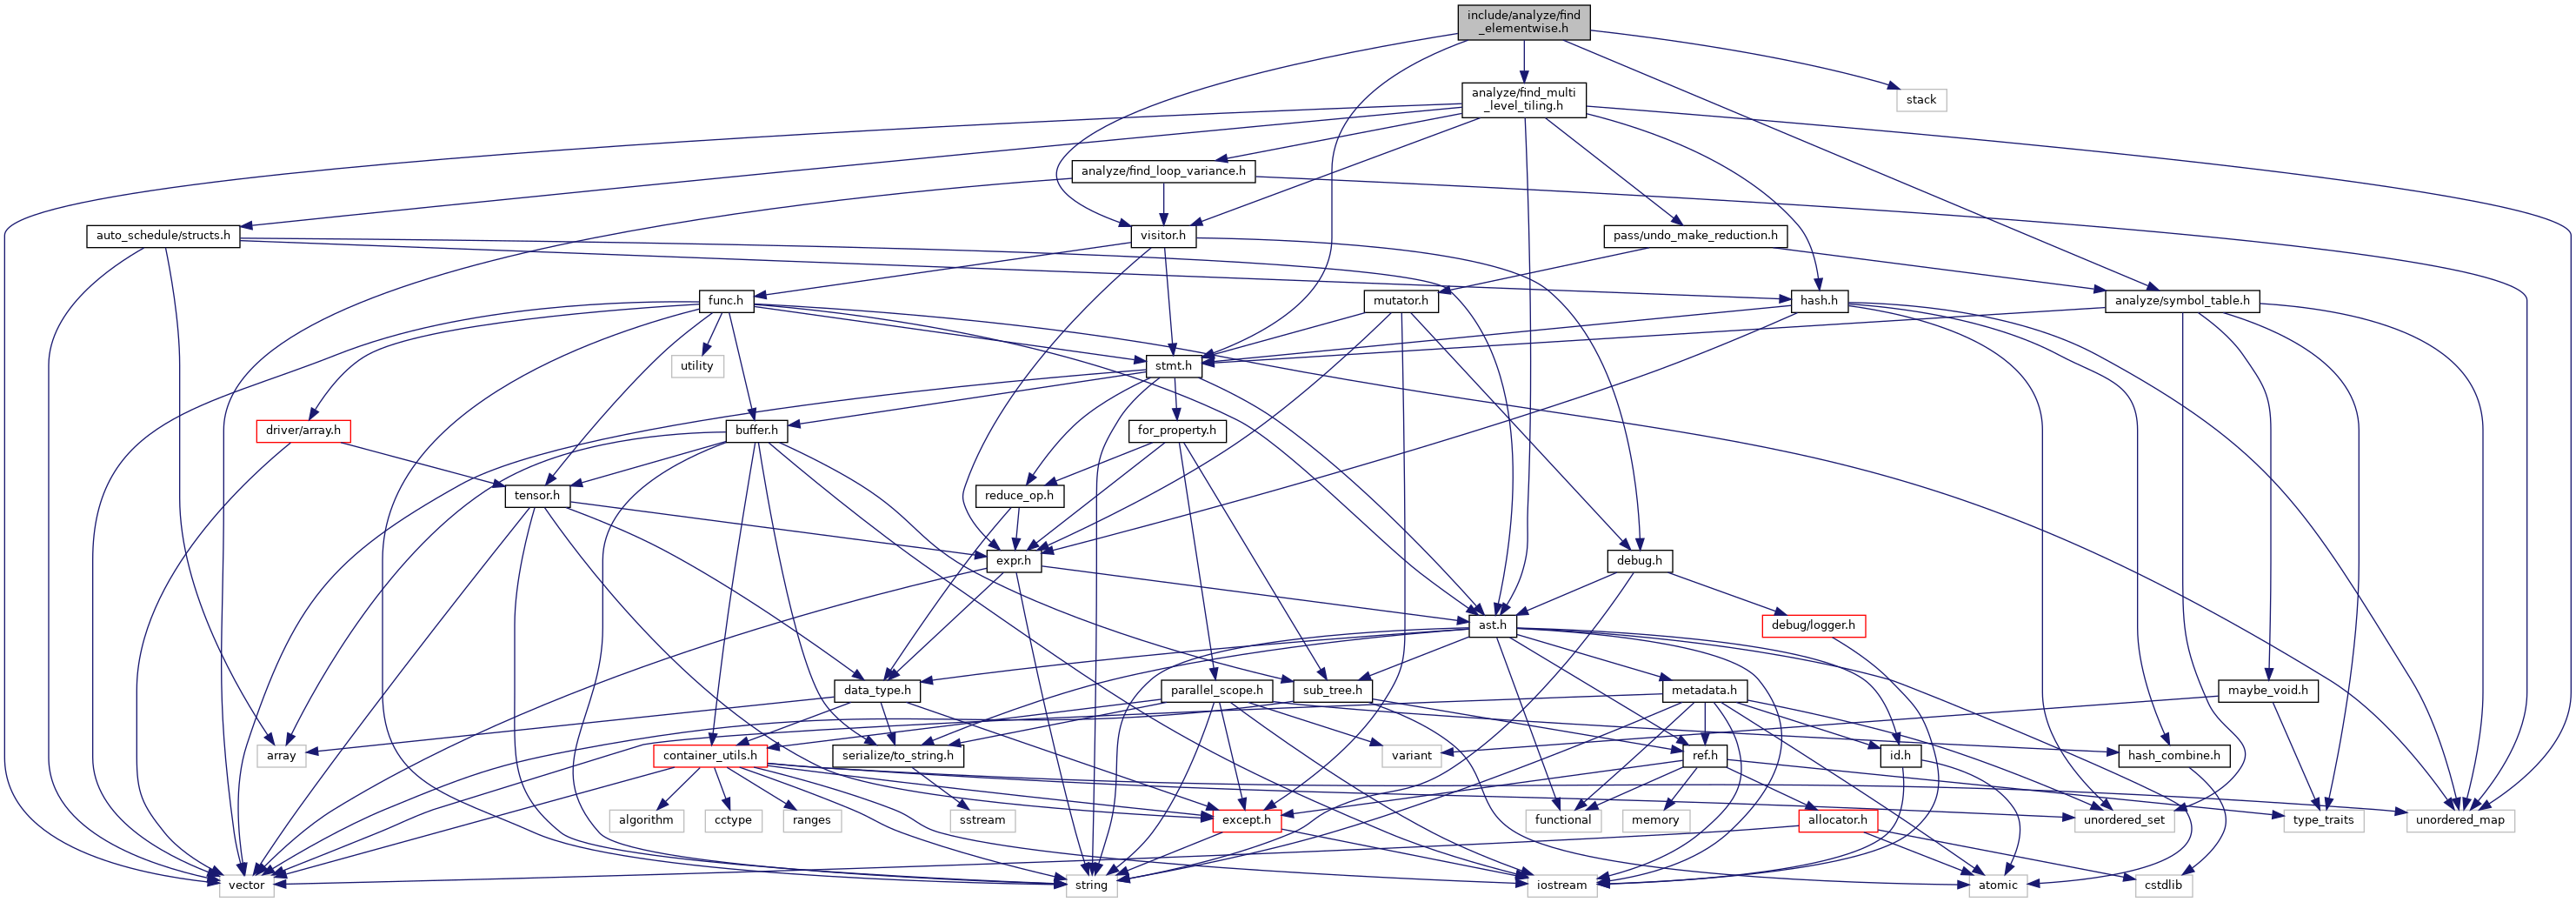 include/analyze/find
_elementwise.h
analyze/find_multi
_level_tiling.h
stack
analyze/find_loop_variance.h
auto_schedule/structs.h
visitor.h
pass/undo_make_reduction.h
func.h
mutator.h
hash.h
analyze/symbol_table.h
utility
stmt.h
driver/array.h
buffer.h
for_property.h
tensor.h
reduce_op.h
expr.h
debug.h
ast.h
debug/logger.h
data_type.h
parallel_scope.h
sub_tree.h
metadata.h
maybe_void.h
array
container_utils.h
serialize/to_string.h
variant
ref.h
id.h
hash_combine.h
algorithm
cctype
ranges
sstream
except.h
functional
memory
allocator.h
unordered_set
type_traits
unordered_map
vector
string
iostream
atomic
cstdlib